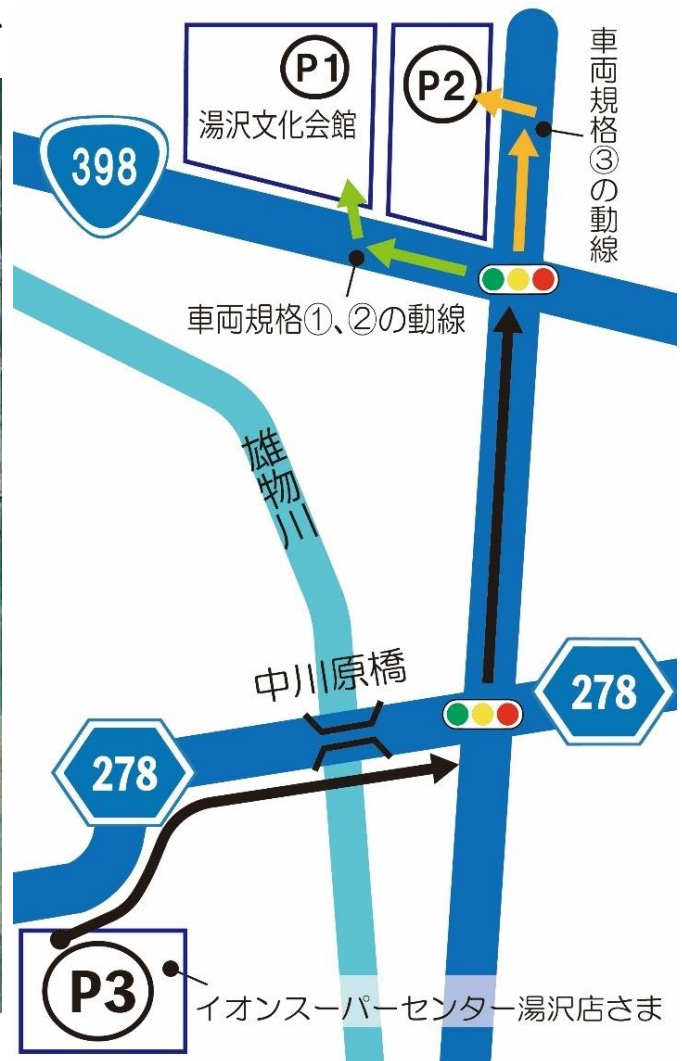 P1
湯沢文化会館
P2
車両規格③の動線
398
車両規格①、②の動線
雄物川
中川原橋
278
278
P3
イオンスーパーセンター湯沢店さま